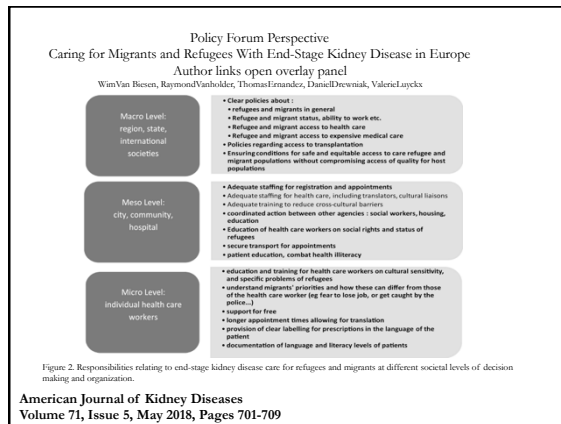 Policy Forum Perspective
Caring for Migrants and Refugees With End-Stage Kidney Disease in Europe
Author links open overlay panel
WimVan Biesen, RaymondVanholder, ThomasErnandez, DanielDrewniak, ValerieLuyckx
Macro Level:
region, state,
international
societies
• Clear policies about :
• refugees and migrants in general
• Refugee and migrant status, ability to work etc.
• Refugee and migrant access to health care
• Refugee and migrant access to expensive medical care
• Policies regarding access to transplantation
• Ensuring conditions for safe and equitable access to care refugee and
migrant populations without compromising access of quality for host
populations
Meso Level:
city, community,
hospital
• Adequate staffing for registration and appointments
• Adequate staffing for health care, including translators, cultural liaisons
• Adequate training to reduce cross-cultural barriers
• coordinated action between other agencies : social workers, housing,
education
• Education of health care workers on social rights and status of
refugees
• secure transport for appointments
• patient education, combat health illiteracy
Micro Level:
individual health care
workers
• education and training for health care workers on cultural sensitivity,
and specific problems of refugees
• understand migrants' priorities and how these can differ from those
of the health care worker (eg fear to lose job, or get caught by the
police...)
• support for free
• longer appointment times allowing for translation
• provision of clear labelling for prescriptions in the language of the
patient
• documentation of language and literacy levels of patients
Figure 2. Responsibilities relating to end-stage kidney disease care for refugees and migrants at different societal levels of decision
making and organization.
American Journal of Kidney Diseases
Volume 71, Issue 5, May 2018, Pages 701-709